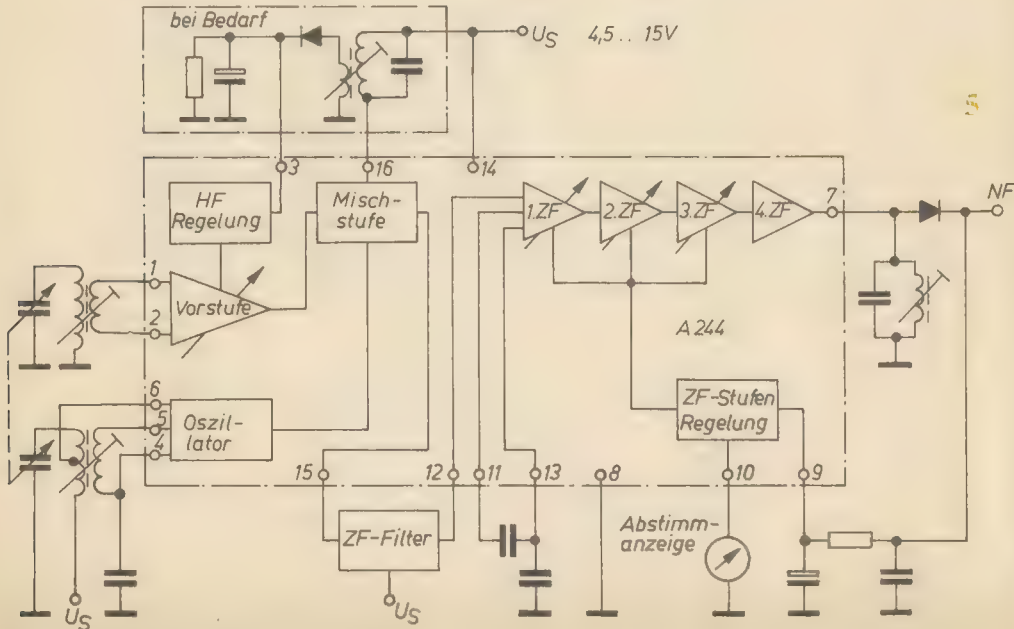 bei Bedarf
U_S 4,5 .. 15V
3
16
14
HF
Regelung
Misch-
stufe
1.ZF
2.ZF
3.ZF
4.ZF
7
NF
1
2
Vorstufe
A 244
6
5
4
Oszil-
lator
ZF-Stufen
Regelung
15
12
11
13
8
10
9
ZF-Filter
Abstimm-
anzeige
U_S
U_S